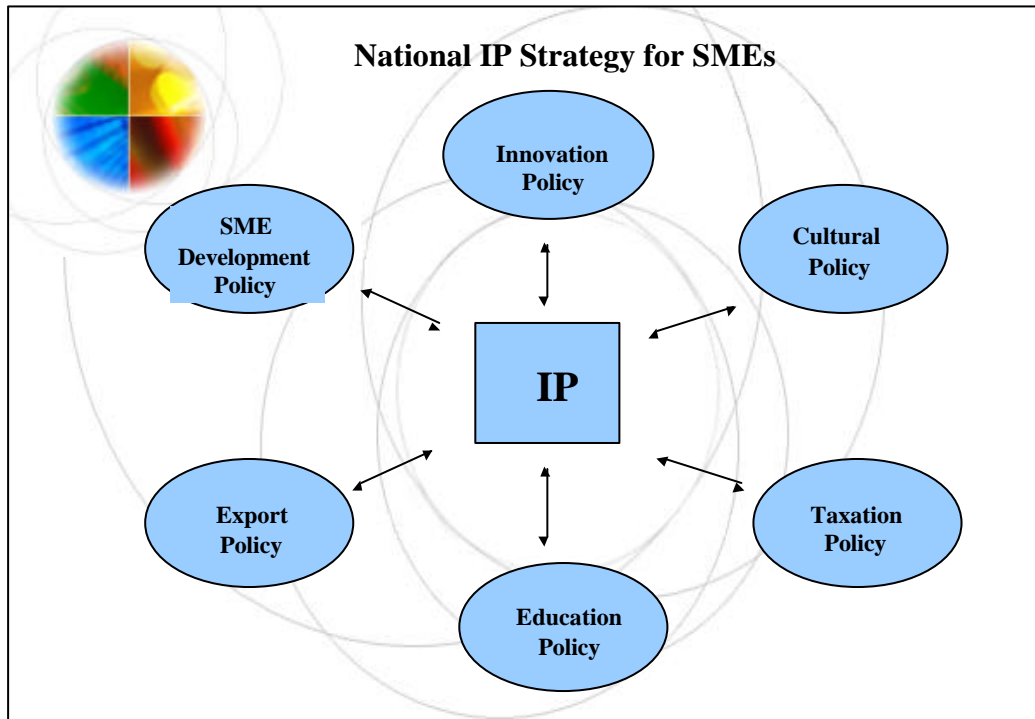 National IP Strategy for SMEs
Innovation
Policy
SME
Development
Policy
Cultural
Policy
IP
Export
Policy
Taxation
Policy
Education
Policy